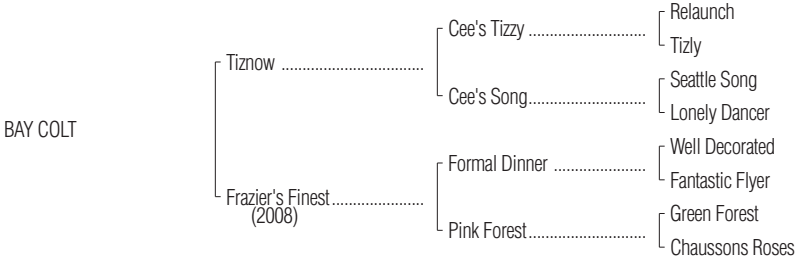 Relaunch
Cee's Tizzy ..............................
Tizly
Tiznow ....................................
Seattle Song
Cee's Song..............................
Lonely Dancer
BAY COLT
Well Decorated
Formal Dinner .......................
Fantastic Flyer
Frazier's Finest........................
(2008)
Green Forest
Pink Forest..............................
Chaussons Roses